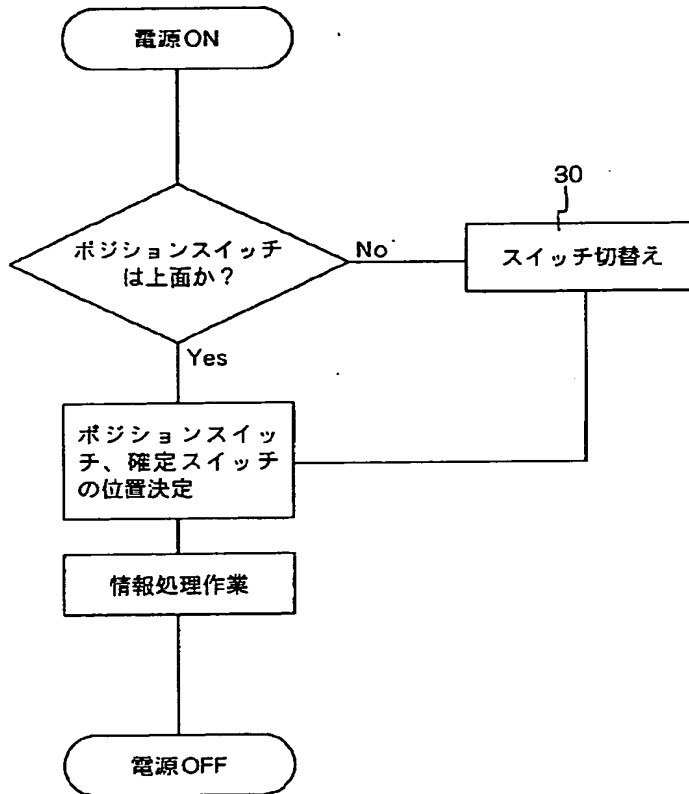 電源ON
ポジションスイッチ
は上面か？
No
30
スイッチ切替え
Yes
ポジションスイッ
チ、確定スイッチ
の位置決定
情報処理作業
電源OFF